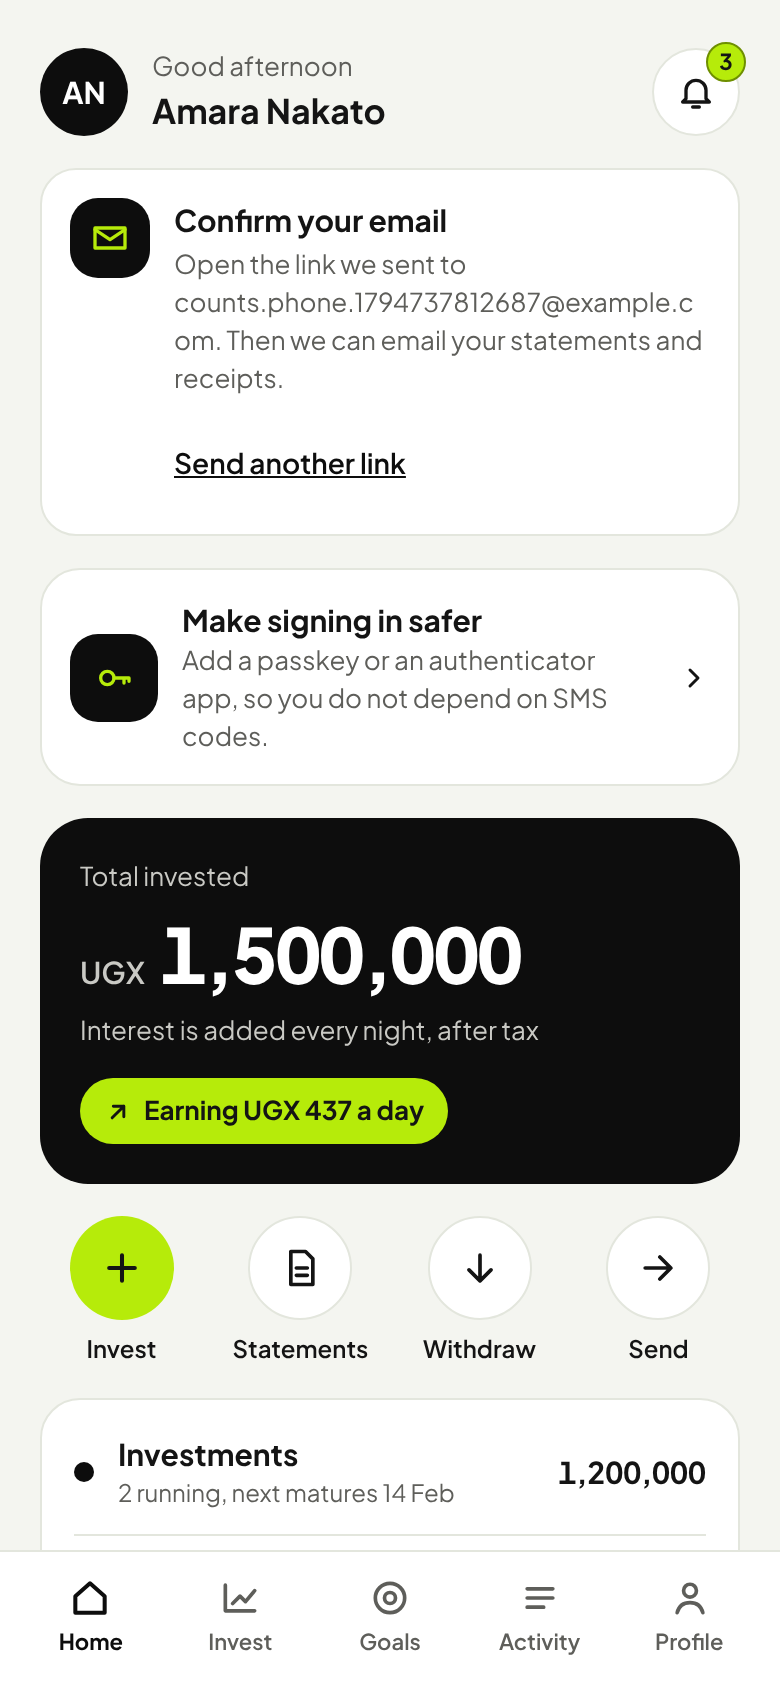 AN
Good afternoon
Amara Nakato
3
Confirm your email
Open the link we sent to
counts.phone.1794737812687@example.c
om. Then we can email your statements and
receipts.
Send another link
Make signing in safer
Add a passkey or an authenticator
app, so you do not depend on SMS
codes.
Total invested
UGX 1,500,000
Interest is added every night, after tax
Earning UGX 437 a day
Invest Statements Withdraw Send
Investments 1,200,000
2 running, next matures 14 Feb
Home Invest Goals Activity Profile